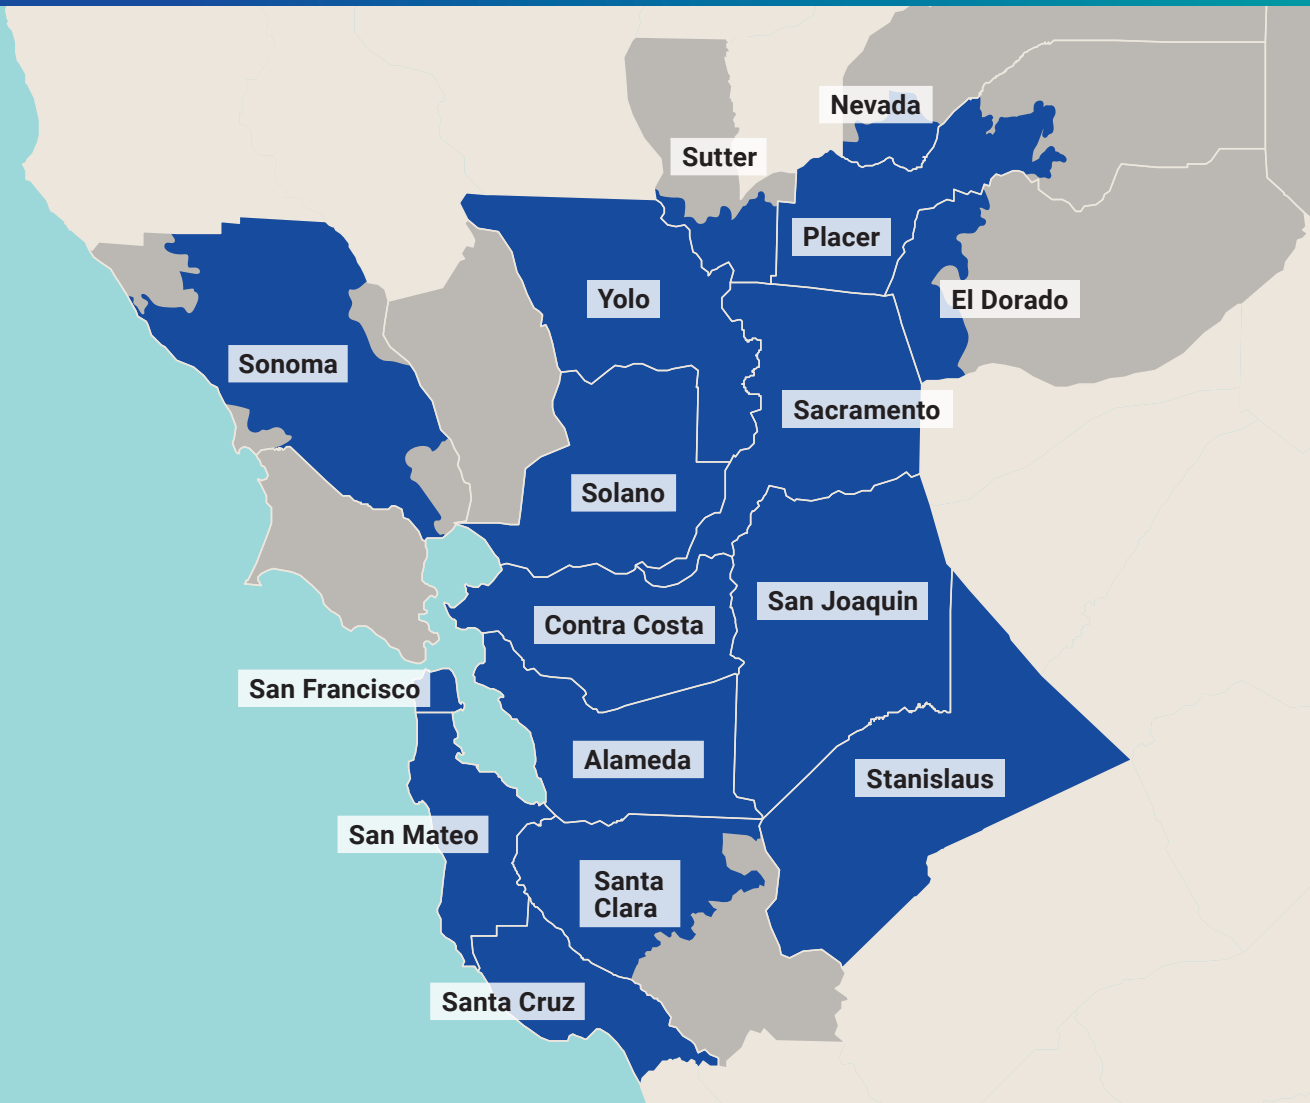 Nevada
Sutter
Placer
Yolo
El Dorado
Sonoma
Sacramento
Solano
San Joaquin
Contra Costa
San Francisco
Alameda
Stanislaus
San Mateo
Santa
Clara
Santa Cruz